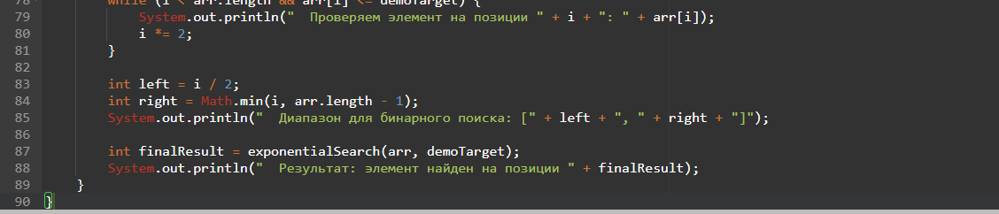 78 while (i < arr.length && arr[i] <= demoTarget) {
79 System.out.println("  Проверяем элемент на позиции " + i + ": " + arr[i]);
80 i *= 2;
81 }
82
83 int left = i / 2;
84 int right = Math.min(i, arr.length - 1);
85 System.out.println("  Диапазон для бинарного поиска: [" + left + ", " + right + "]");
86
87 int finalResult = exponentialSearch(arr, demoTarget);
88 System.out.println("  Результат: элемент найден на позиции " + finalResult);
89 }
90 }